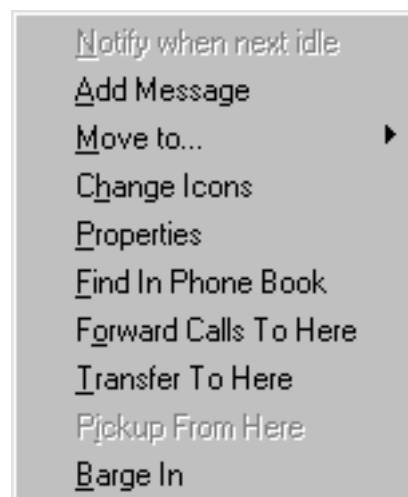 Notify when next idle
Add Message
Move to...
Change Icons
Properties
Find In Phone Book
Forward Calls To Here
Transfer To Here
Pickup From Here
Barge In